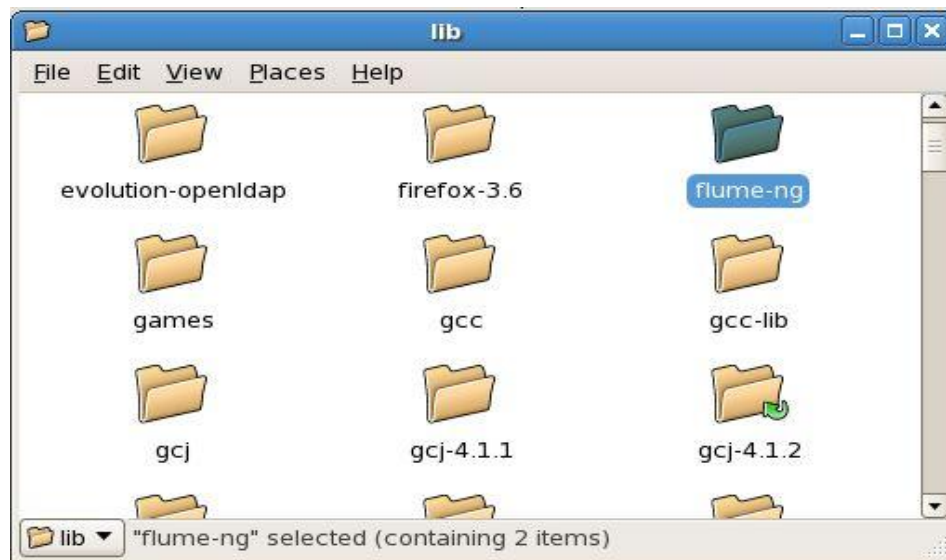 lib
File Edit View Places Help
evolution-openldap firefox-3.6 flume-ng
games gcc gcc-lib
gcj gcj-4.1.1 gcj-4.1.2
lib "flume-ng" selected (containing 2 items)